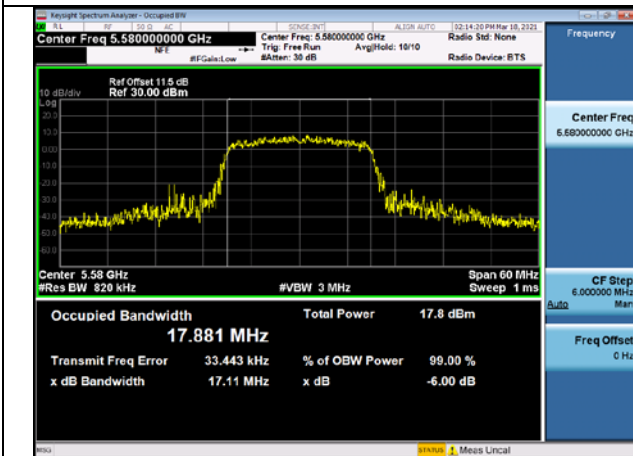 Keysight Spectrum Analyzer - Occupied BW
RL RF 50 Ω AC SENSE:INT ALIGN AUTO 02:14:20 PM Mar 10, 2021
Center Freq 5.580000000 GHz Center Freq: 5.580000000 GHz Radio Std: None
NFE Trig: Free Run Avg|Hold: 10/10
#IFGain:Low #Atten: 30 dB Radio Device: BTS
Ref Offset 11.5 dB
10 dB/div Ref 30.00 dBm
Log
20.0
10.0
0.00
10.0
20.0
30.0
40.0
50.0
60.0
Center 5.58 GHz Span 60 MHz
#Res BW 820 kHz #VBW 3 MHz Sweep 1 ms
Occupied Bandwidth Total Power 17.8 dBm
17.881 MHz
Transmit Freq Error 33.443 kHz % of OBW Power 99.00 %
x dB Bandwidth 17.11 MHz x dB -6.00 dB
MSG STATUS Meas Uncal
Frequency
Center Freq
5.580000000 GHz
CF Step
6.000000 MHz
Auto Man
Freq Offset
0 Hz